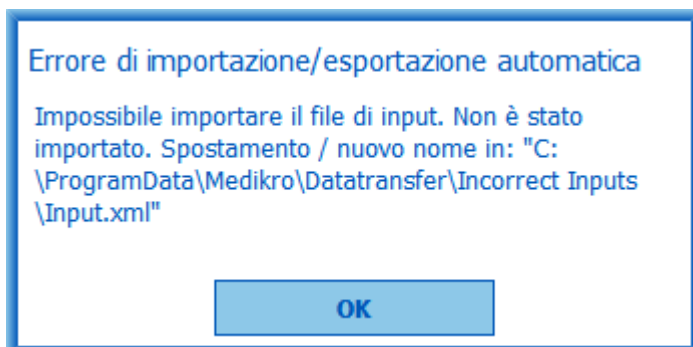 Errore di importazione/esportazione automatica
Impossibile importare il file di input. Non è stato
importato. Spostamento / nuovo nome in: "C:
\ProgramData\Medikro\Datatransfer\Incorrect Inputs
\Input.xml"
OK